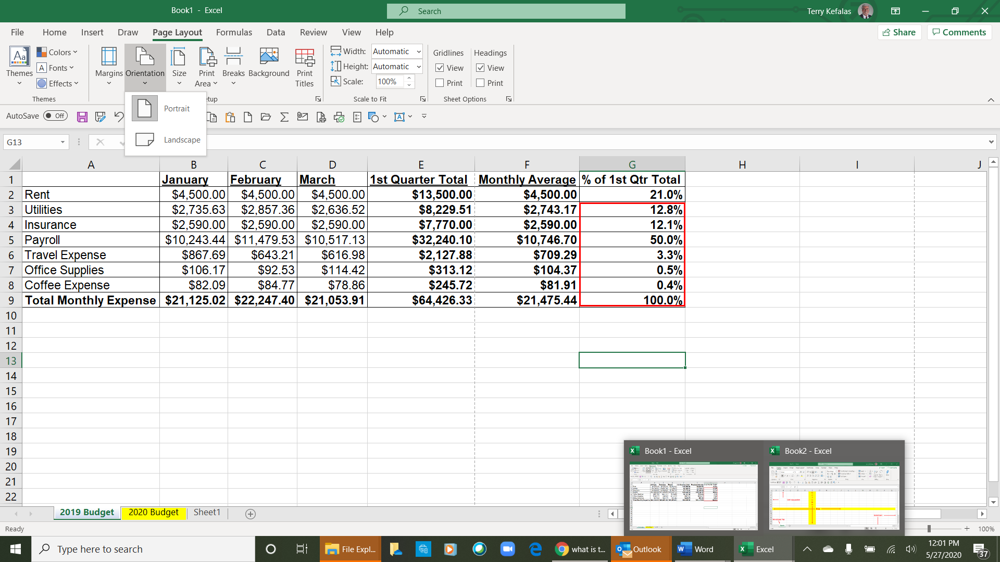 Book1 - Excel
Search
Terry Kefalas
File Home Insert Draw Page Layout Formulas Data Review View Help
Share Comments
Aa
Themes
Colors
Fonts
Effects
Themes
Margins Orientation Size Print Area Breaks Background Print Titles
etup
Width: Automatic
Height: Automatic
Scale: 100%
Scale to Fit
Gridlines Headings
View View
Print Print
Sheet Options
Portrait
Landscape
AutoSave Off
G13
A B C D E F G H I J
1 January February March 1st Quarter Total Monthly Average % of 1st Qtr Total
2 Rent $4,500.00 $4,500.00 $4,500.00 $13,500.00 $4,500.00 21.0%
3 Utilities $2,735.63 $2,857.36 $2,636.52 $8,229.51 $2,743.17 12.8%
4 Insurance $2,590.00 $2,590.00 $2,590.00 $7,770.00 $2,590.00 12.1%
5 Payroll $10,243.44 $11,479.53 $10,517.13 $32,240.10 $10,746.70 50.0%
6 Travel Expense $867.69 $643.21 $616.98 $2,127.88 $709.29 3.3%
7 Office Supplies $106.17 $92.53 $114.42 $313.12 $104.37 0.5%
8 Coffee Expense $82.09 $84.77 $78.86 $245.72 $81.91 0.4%
9 Total Monthly Expense $21,125.02 $22,247.40 $21,053.91 $64,426.33 $21,475.44 100.0%
10
11
12
13
14
15
16
17
18
19
20
21
22
Book1 - Excel Book2 - Excel
2019 Budget 2020 Budget Sheet1
Ready
100%
Type here to search
File Expl...
what is t...
Outlook
Word
Excel
12:01 PM
5/27/2020
37